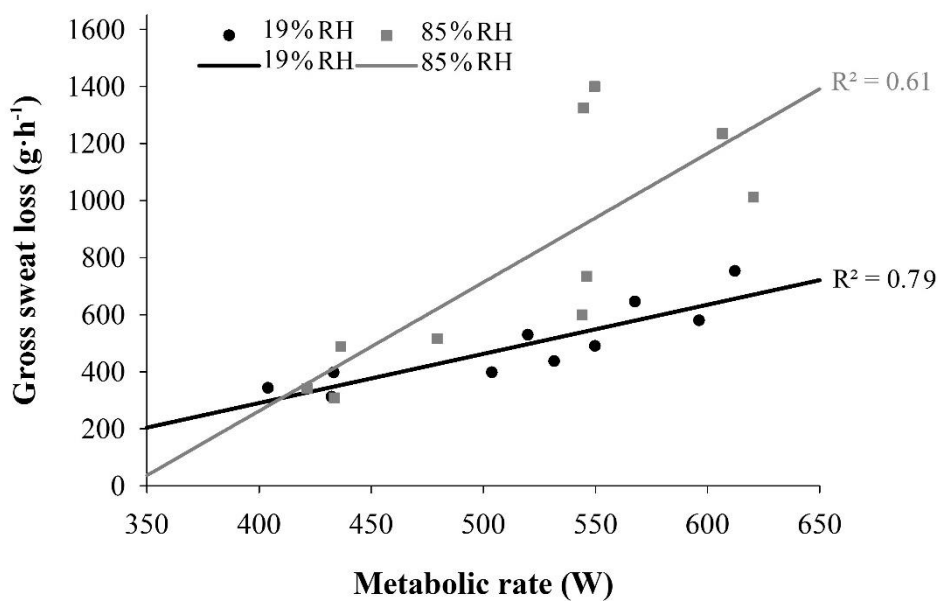 Gross sweat loss (g·h⁻¹)
1600
1400
1200
1000
800
600
400
200
0
19%RH 85%RH
19%RH 85%RH
R² = 0.61
R² = 0.79
350 400 450 500 550 600 650
Metabolic rate (W)